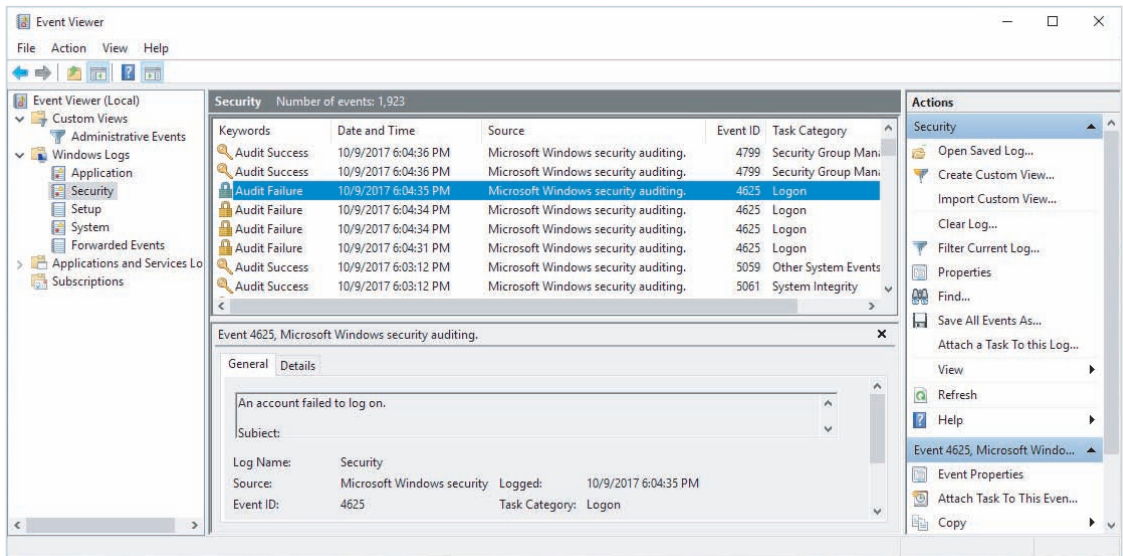 Event Viewer
File Action View Help
Event Viewer (Local)
Custom Views
Administrative Events
Windows Logs
Application
Security
Setup
System
Forwarded Events
Applications and Services Lo
Subscriptions
Security Number of events: 1,923
Keywords Date and Time Source Event ID Task Category
Audit Success 10/9/2017 6:04:36 PM Microsoft Windows security auditing. 4799 Security Group Mana
Audit Success 10/9/2017 6:04:36 PM Microsoft Windows security auditing. 4799 Security Group Mana
Audit Failure 10/9/2017 6:04:35 PM Microsoft Windows security auditing. 4625 Logon
Audit Failure 10/9/2017 6:04:34 PM Microsoft Windows security auditing. 4625 Logon
Audit Failure 10/9/2017 6:04:34 PM Microsoft Windows security auditing. 4625 Logon
Audit Failure 10/9/2017 6:04:31 PM Microsoft Windows security auditing. 4625 Logon
Audit Success 10/9/2017 6:03:12 PM Microsoft Windows security auditing. 5059 Other System Events
Audit Success 10/9/2017 6:03:12 PM Microsoft Windows security auditing. 5061 System Integrity
Event 4625, Microsoft Windows security auditing.
General Details
An account failed to log on.
Subject:
Log Name: Security
Source: Microsoft Windows security Logged: 10/9/2017 6:04:35 PM
Event ID: 4625 Task Category: Logon
Actions
Security
Open Saved Log...
Create Custom View...
Import Custom View...
Clear Log...
Filter Current Log...
Properties
Find...
Save All Events As...
Attach a Task To this Log...
View
Refresh
Help
Event 4625, Microsoft Windo...
Event Properties
Attach Task To This Even...
Copy